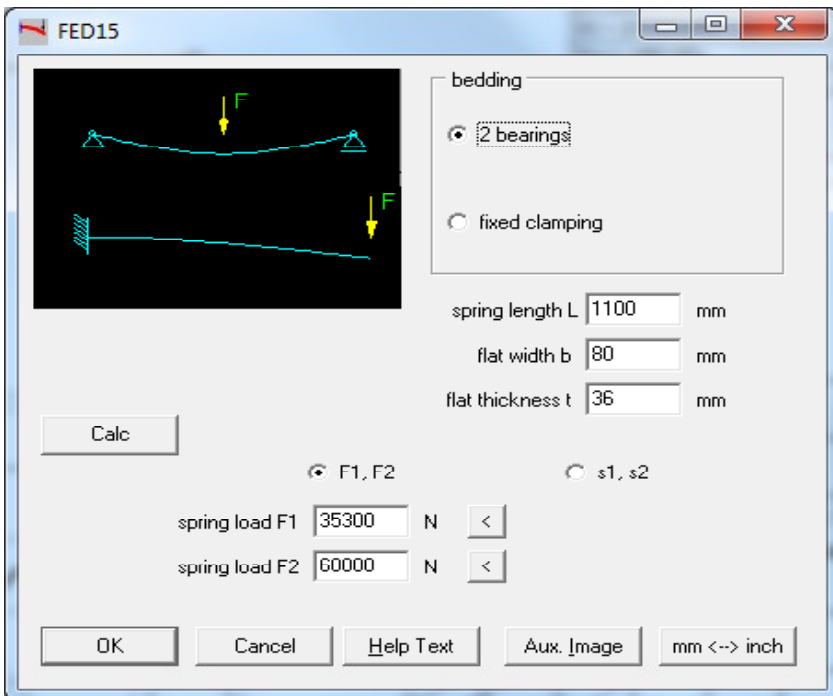 FED15
F
F
bedding
2 bearings
fixed clamping
spring length L 1100 mm
flat width b 80 mm
flat thickness t 36 mm
Calc
F1, F2 s1, s2
spring load F1 35300 N <
spring load F2 60000 N <
OK Cancel Help Text Aux. Image mm <--> inch